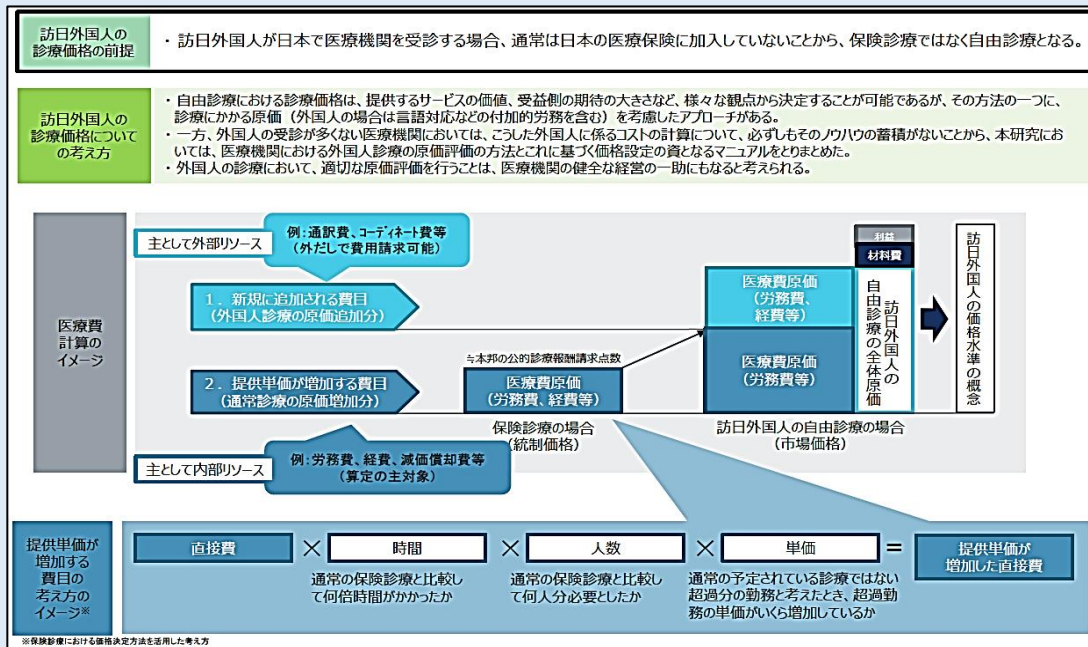 訪日外国人の
診療価格の前提
・訪日外国人が日本で医療機関を受診する場合、通常は日本の医療保険に加入していないことから、保険診療ではなく自由診療となる。
訪日外国人の
診療価格について
の考え方
・自由診療における診療価格は、提供するサービスの価値、受益側の期待の大きさなど、様々な観点から決定することが可能であるが、その方法の一つに、
診療にかかる原価（外国人の場合は言語対応などの付加的労務を含む）を考慮したアプローチがある。
・一方、外国人の受診が多くない医療機関においては、こうした外国人に係るコストの計算について、必ずしもそのノウハウの蓄積がないことから、本研究にお
いては、医療機関における外国人診療の原価評価の方法とこれに基づく価格設定の資となるマニュアルをとりまとめた。
・外国人の診療において、適切な原価評価を行うことは、医療機関の健全な経営の一助にもなると考えられる。
医療費
計算の
イメージ
主として外部リソース
例：通訳費、コーディネート費等
（外だしで費用請求可能）
1．新規に追加される費目
（外国人診療の原価追加分）
2．提供単価が増加する費目
（通常診療の原価増加分）
主として内部リソース
例：労務費、経費、減価償却費等
（算定の主対象）
≒本邦の公的診療報酬請求点数
医療費原価
（労務費、経費等）
保険診療の場合
（統制価格）
医療費原価
（労務費、
経費等）
医療費原価
（労務費等）
訪日外国人の自由診療の場合
（市場価格）
利益
材料費
訪日外国人の
自由診療の全体原価
訪日外国人の価格水準の概念
提供単価が
増加する
費目の
考え方の
イメージ※
直接費 × 時間 × 人数 × 単価 = 提供単価が
増加した直接費
通常の保険診療と比較し
て何倍時間がかかったか
通常の保険診療と比較し
て何人分必要としたか
通常の予定されている診療ではない
超過分の勤務と考えたとき、超過勤
務の単価がいくら増加しているか
※保険診療における価格決定方法を活用した考え方